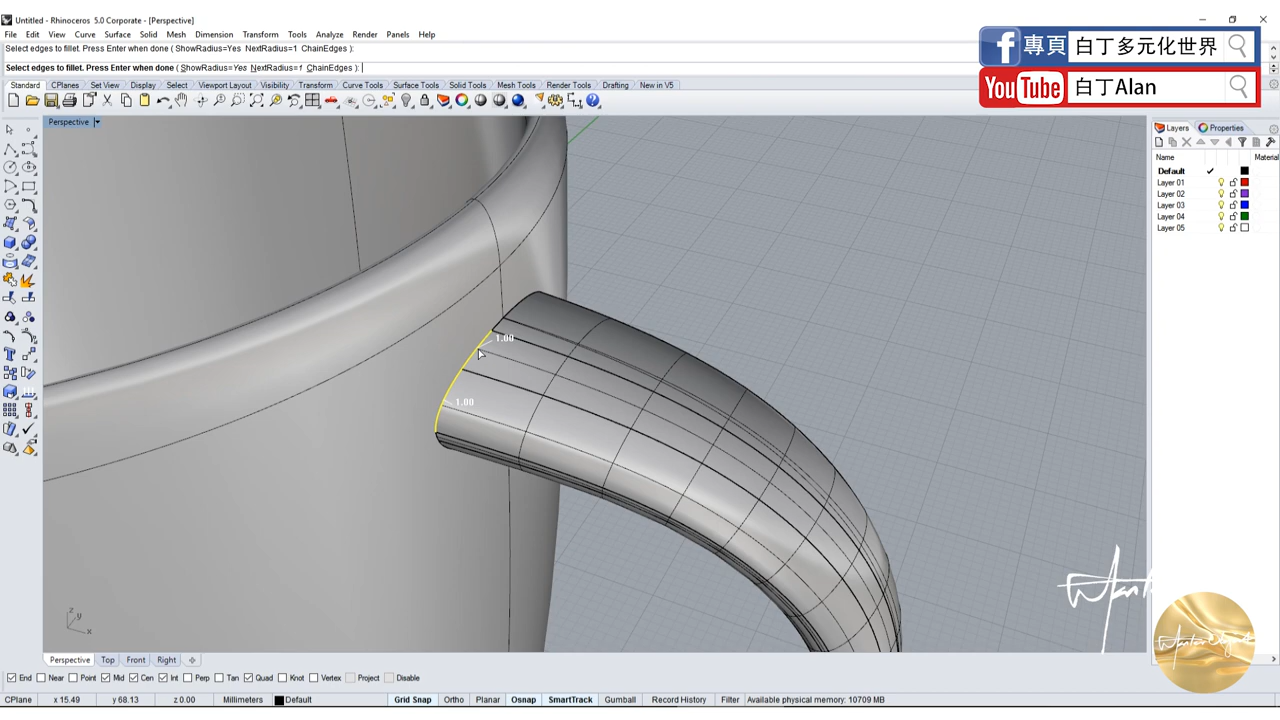 Untitled - Rhinoceros 5.0 Corporate - [Perspective]
File Edit View Curve Surface Solid Mesh Dimension Transform Tools Analyze Render Panels Help
Select edges to fillet. Press Enter when done ( ShowRadius=Yes NextRadius=1 ChainEdges ):
Select edges to fillet. Press Enter when done ( ShowRadius=Yes NextRadius=1 ChainEdges ):
專頁 白丁多元化世界
YouTube 白丁Alan
Standard CPlanes Set View Display Select Viewport Layout Visibility Transform Curve Tools Surface Tools Solid Tools Mesh Tools Render Tools Drafting New in V5
Perspective
Layers Properties
Name Material
Default
Layer 01
Layer 02
Layer 03
Layer 04
Layer 05
1.00
1.00
z
y
x
Perspective Top Front Right
End Near Point Mid Cen Int Perp Tan Quad Knot Vertex Project Disable
CPlane x 15.49 y 68.13 z 0.00 Millimeters Default Grid Snap Ortho Planar Osnap SmartTrack Gumball Record History Filter Available physical memory: 10709 MB